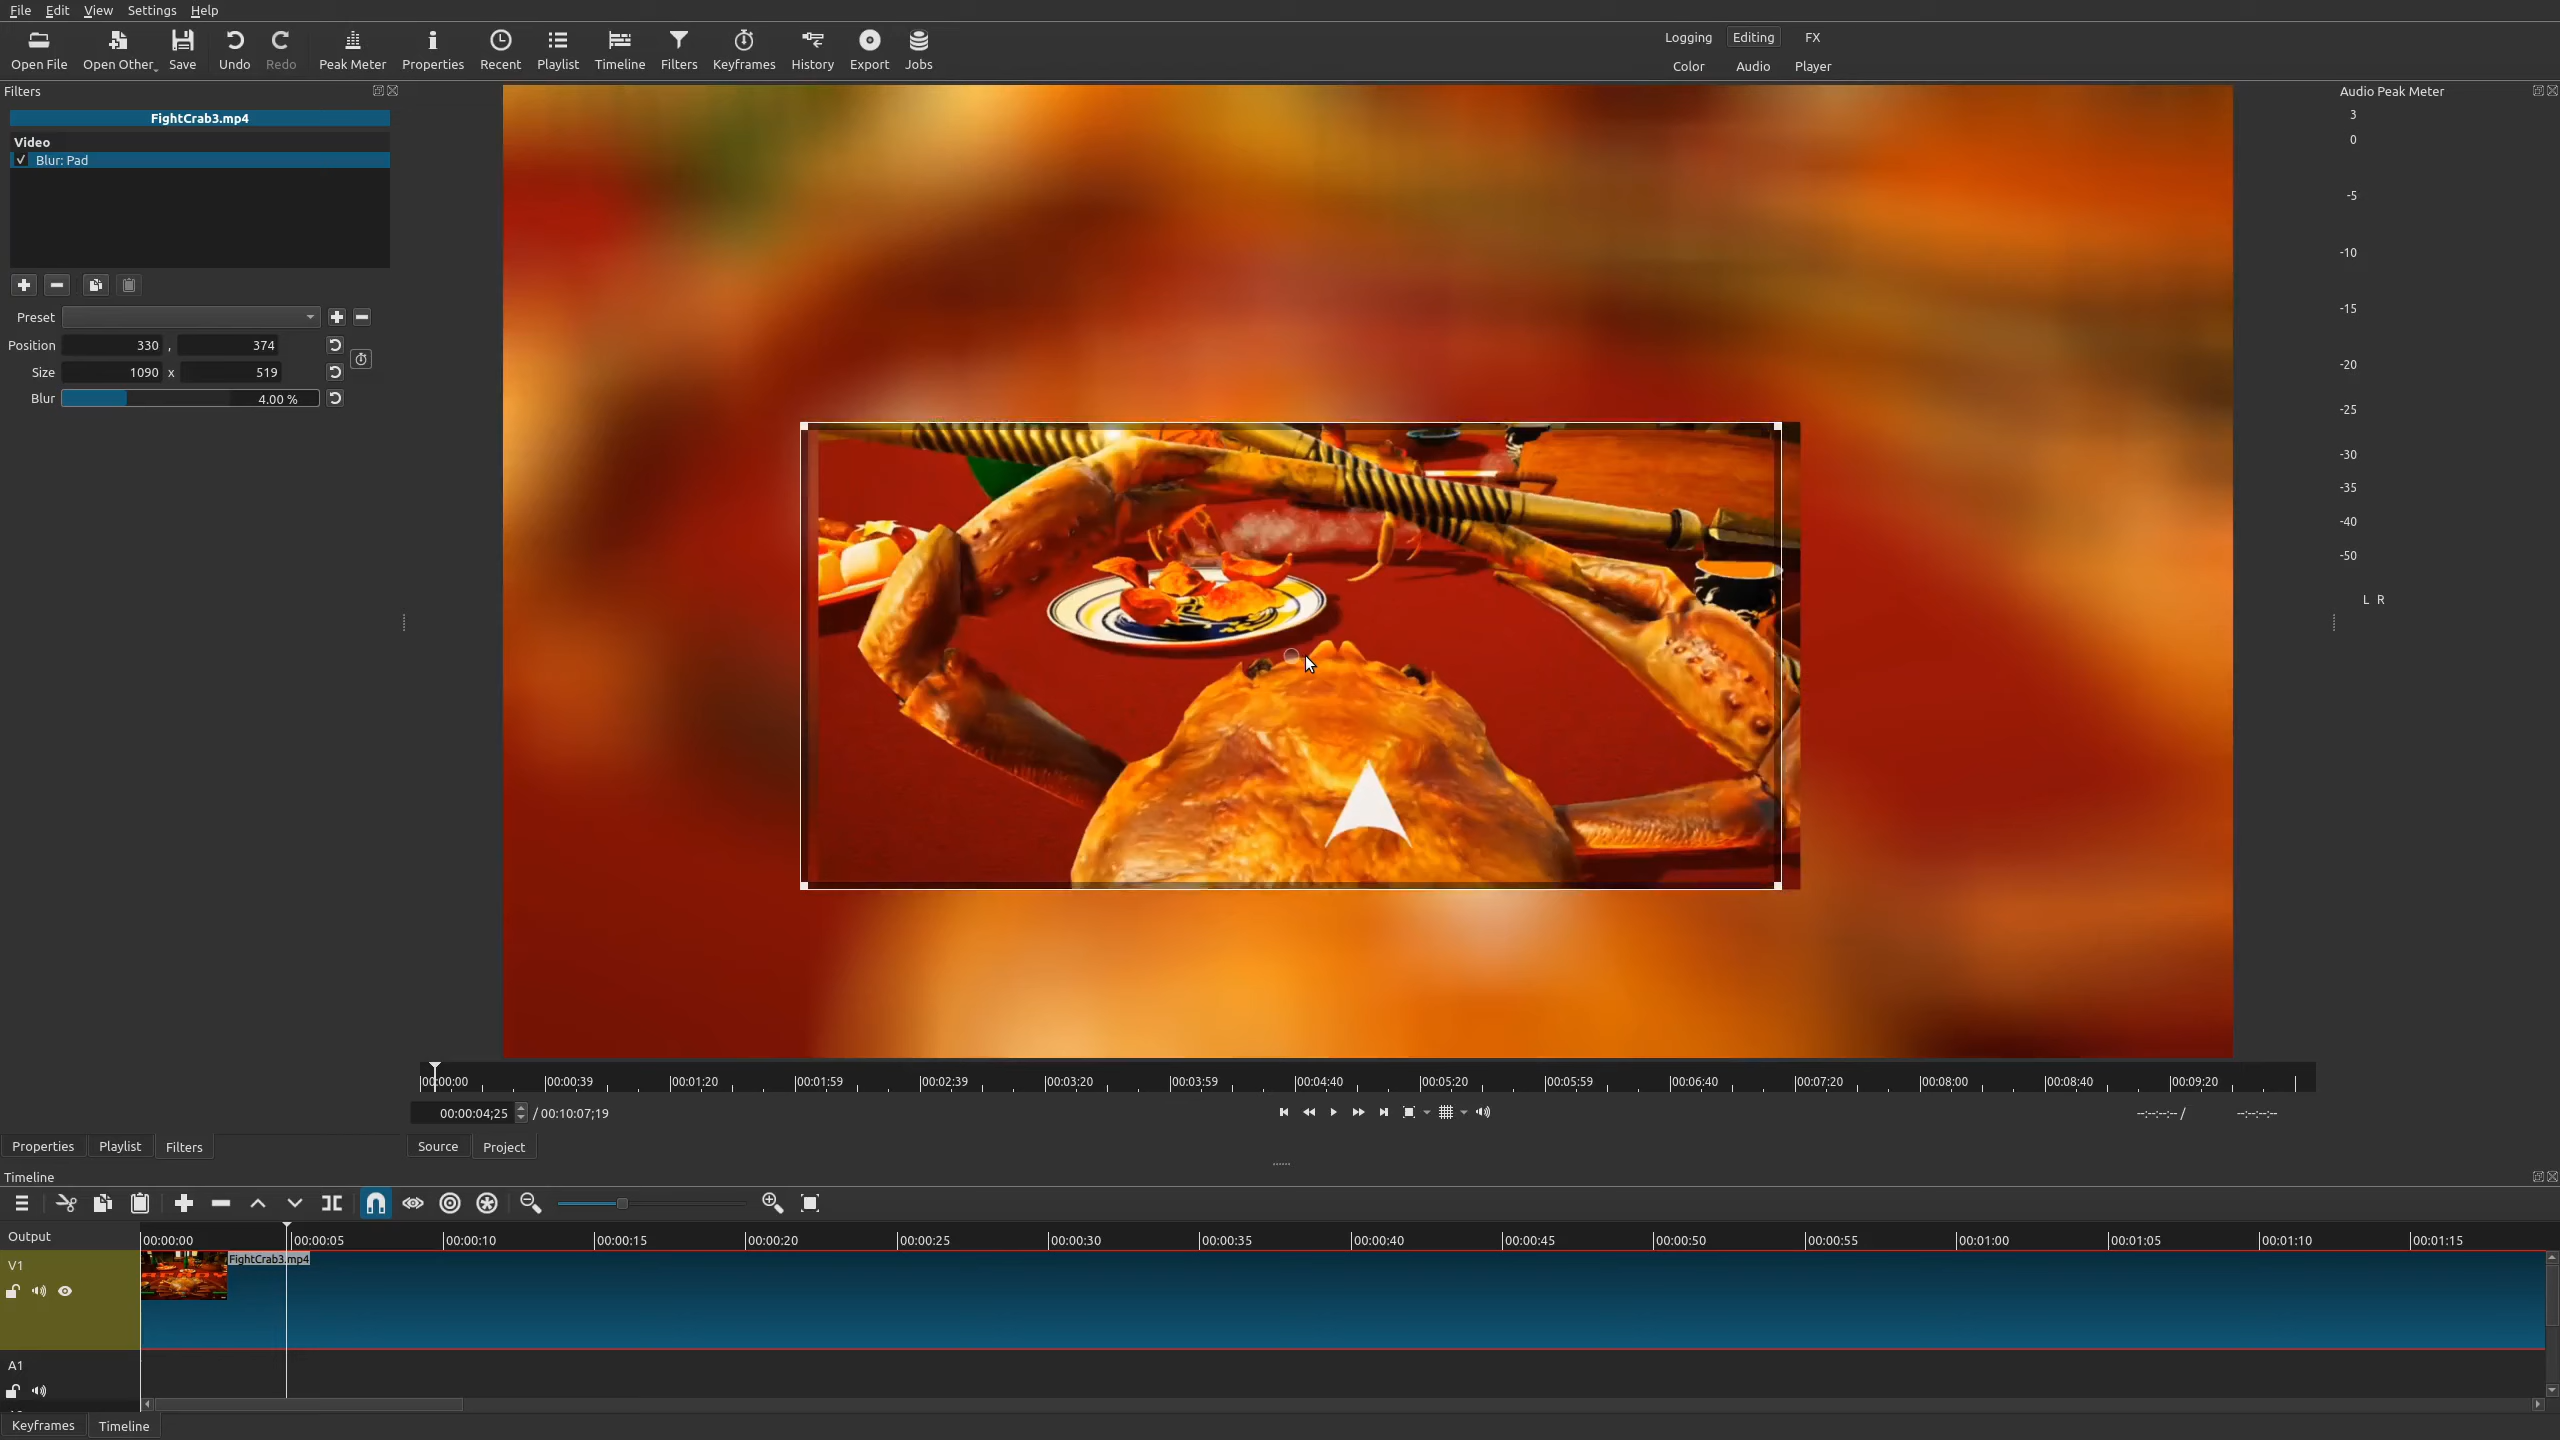 File Edit View Settings Help
Open File Open Other Save Undo Redo Peak Meter Properties Recent Playlist Timeline Filters Keyframes History Export Jobs
Logging Editing FX
Color Audio Player
Filters
FightCrab3.mp4
Video
Blur: Pad
Preset
Position 330 , 374
Size 1090 x 519
Blur 4.00 %
Audio Peak Meter
3
0
-5
-10
-15
-20
-25
-30
-35
-40
-50
L R
00:00:00 00:00:39 00:01:20 00:01:59 00:02:39 00:03:20 00:03:59 00:04:40 00:05:20 00:05:59 00:06:40 00:07:20 00:08:00 00:08:40 00:09:20
00:00:04;25 / 00:10:07;19 --:--:--:-- / --:--:--:--
Properties Playlist Filters Source Project
Timeline
Output 00:00:00 00:00:05 00:00:10 00:00:15 00:00:20 00:00:25 00:00:30 00:00:35 00:00:40 00:00:45 00:00:50 00:00:55 00:01:00 00:01:05 00:01:10 00:01:15
V1 FightCrab3.mp4
A1
Keyframes Timeline